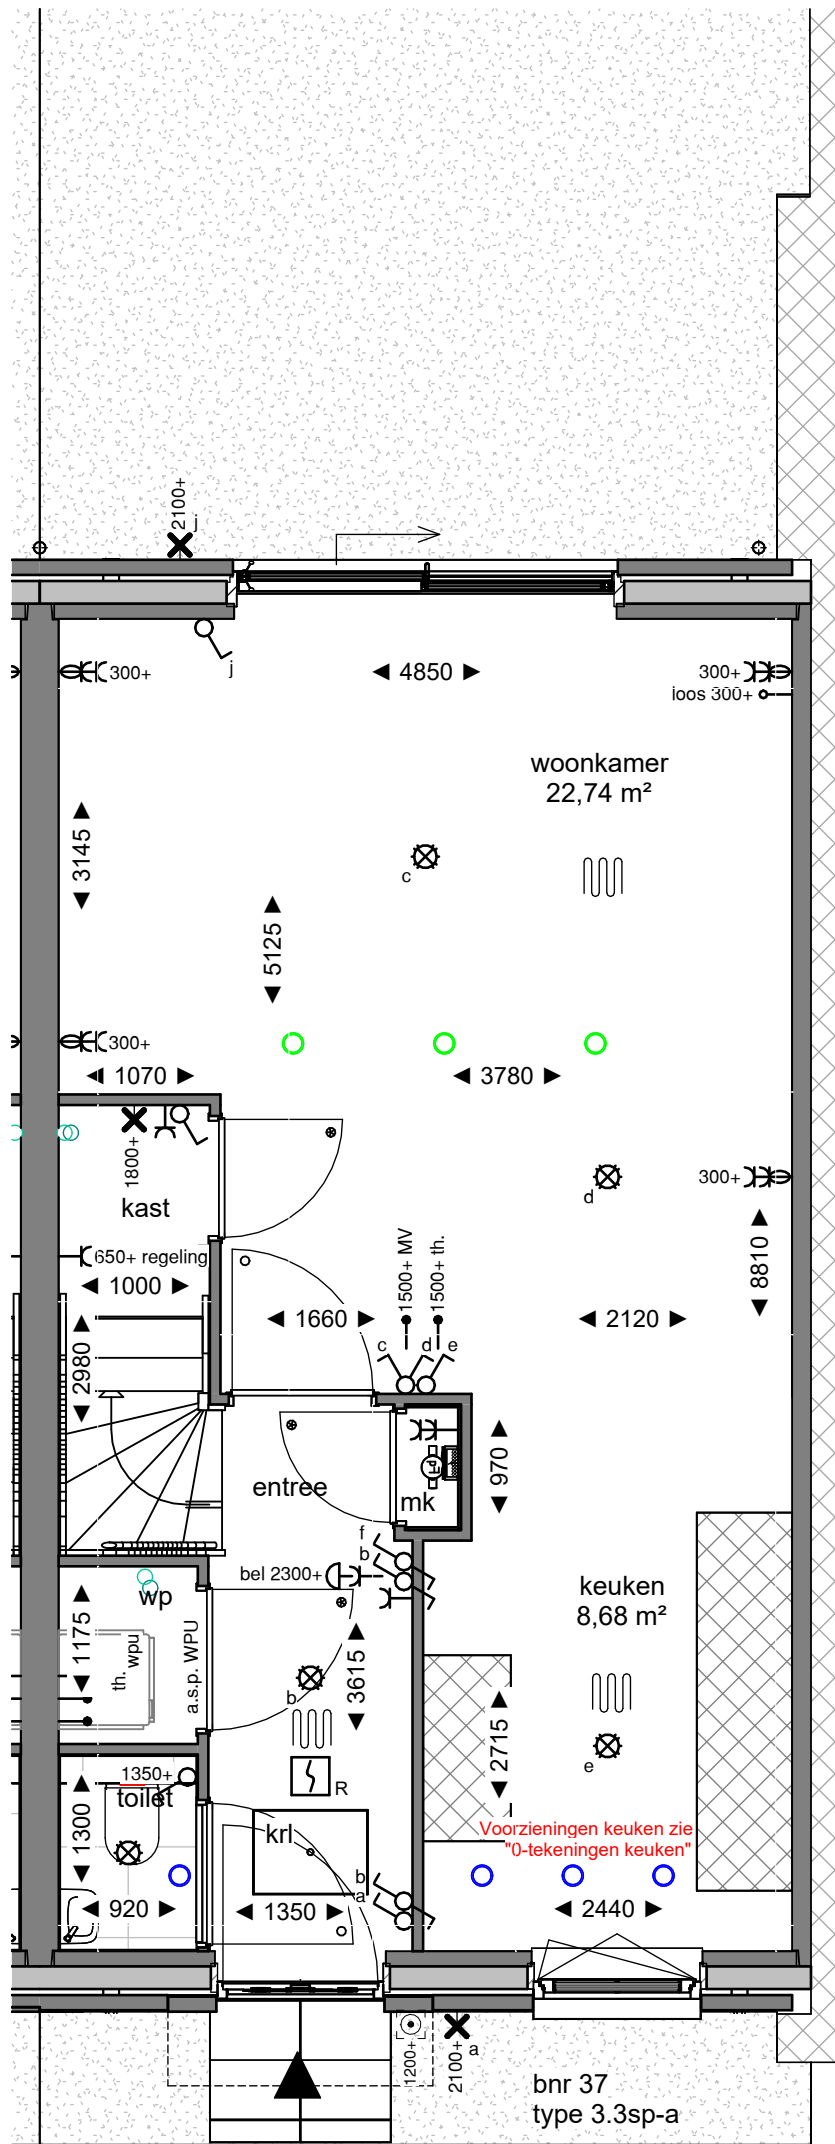 2100+
j
j
300+
4850
300+
loos 300+
woonkamer
22,74 m²
3145
c
5125
300+
1070
3780
1800+
kast
d
300+
650+ regeling
1000
1500+ MV
1500+ th.
8810
1660
2120
2980
c
d
e
entree
mk
970
f
b
bel 2300+
keuken
8,68 m²
wp
1175
th.
wpu
a.s.p. WPU
b
3615
2715
e
R
1350+
toilet
1300
krl
Voorzieningen keuken zie
"0-tekeningen keuken"
b
a
920
1350
2440
1200+
2100+
a
bnr 37
type 3.3sp-a